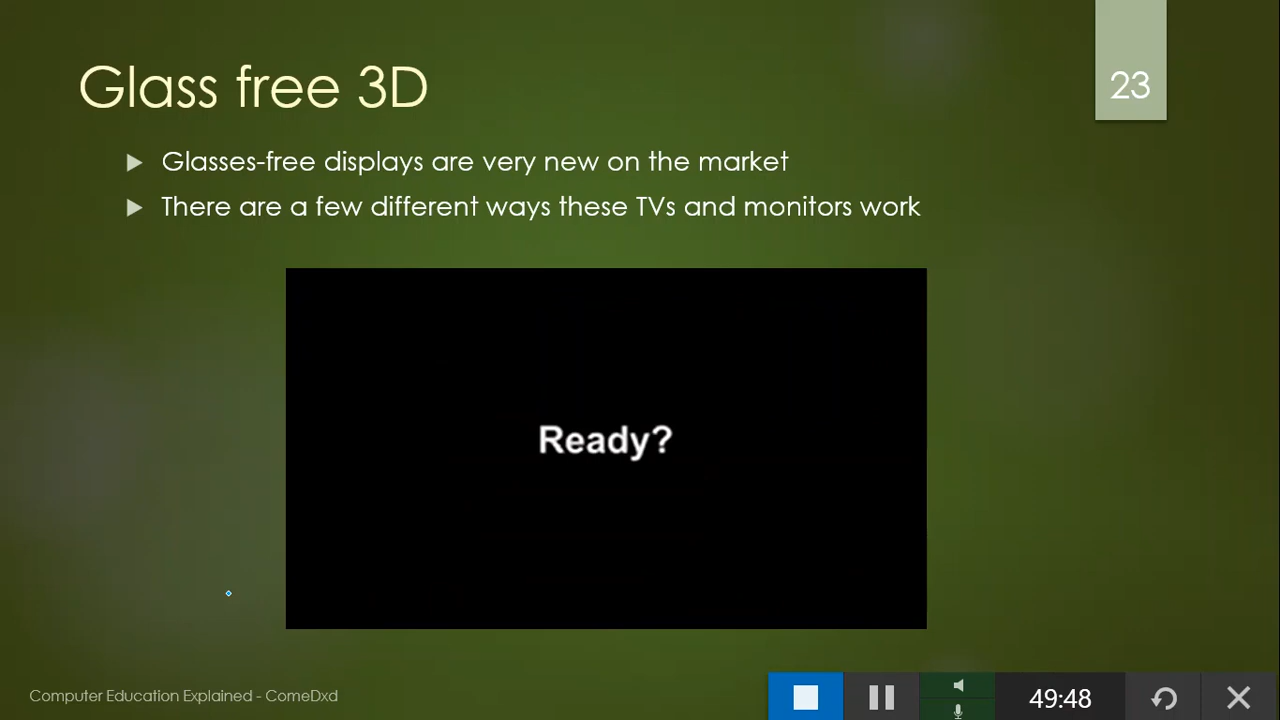 Glass free 3D
23
Glasses-free displays are very new on the market
There are a few different ways these TVs and monitors work
Ready?
Computer Education Explained - ComeDxd
49:48